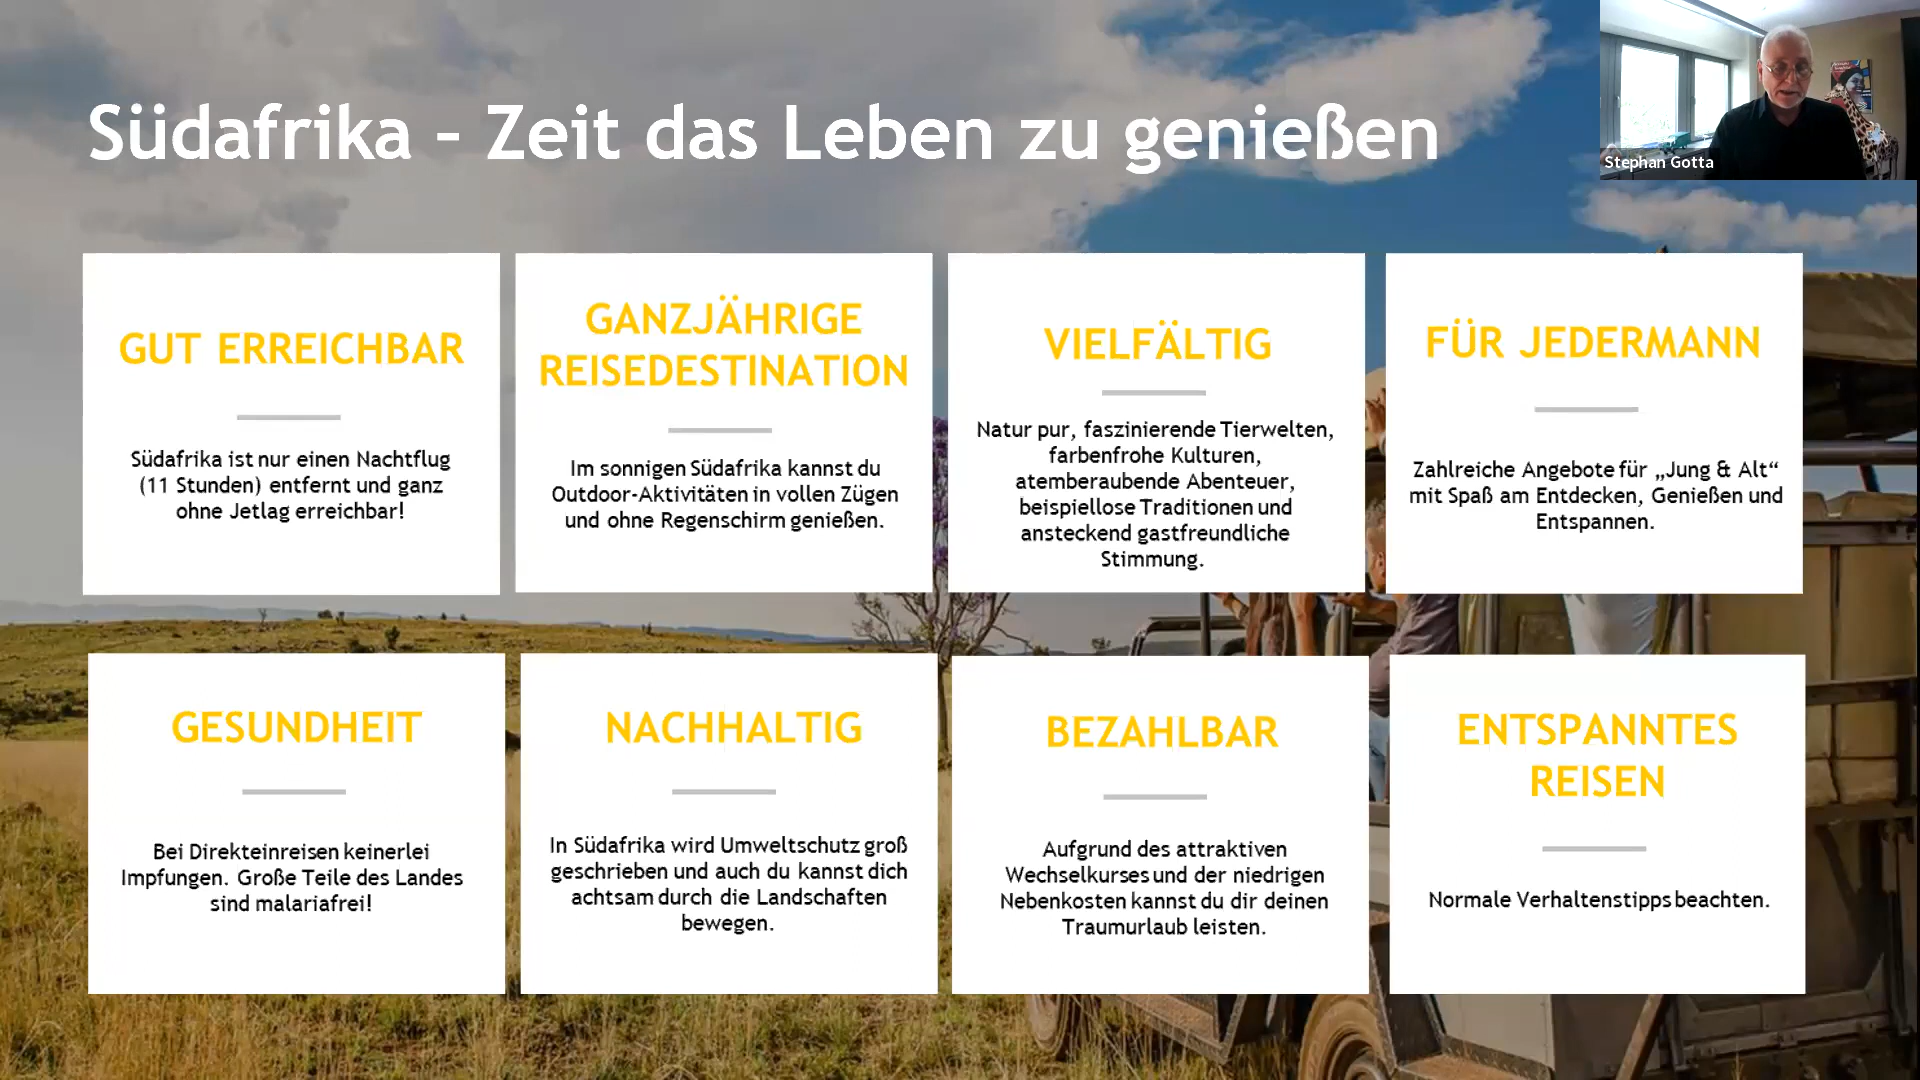 Südafrika – Zeit das Leben zu genießen
Stephan Gotta
GUT ERREICHBAR
Südafrika ist nur einen Nachtflug
(11 Stunden) entfernt und ganz
ohne Jetlag erreichbar!
GANZJÄHRIGE
REISEDESTINATION
Im sonnigen Südafrika kannst du
Outdoor-Aktivitäten in vollen Zügen
und ohne Regenschirm genießen.
VIELFÄLTIG
Natur pur, faszinierende Tierwelten,
farbenfrohe Kulturen,
atemberaubende Abenteuer,
beispiellose Traditionen und
ansteckend gastfreundliche
Stimmung.
FÜR JEDERMANN
Zahlreiche Angebote für „Jung & Alt“
mit Spaß am Entdecken, Genießen und
Entspannen.
GESUNDHEIT
Bei Direkteinreisen keinerlei
Impfungen. Große Teile des Landes
sind malariafrei!
NACHHALTIG
In Südafrika wird Umweltschutz groß
geschrieben und auch du kannst dich
achtsam durch die Landschaften
bewegen.
BEZAHLBAR
Aufgrund des attraktiven
Wechselkurses und der niedrigen
Nebenkosten kannst du dir deinen
Traumurlaub leisten.
ENTSPANNTES
REISEN
Normale Verhaltenstipps beachten.